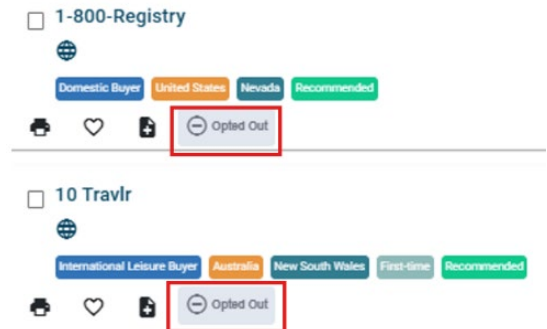 1-800-Registry
Domestic Buyer United States Nevada Recommended
Opted Out
10 Travlr
International Leisure Buyer Australia New South Wales First-time Recommended
Opted Out